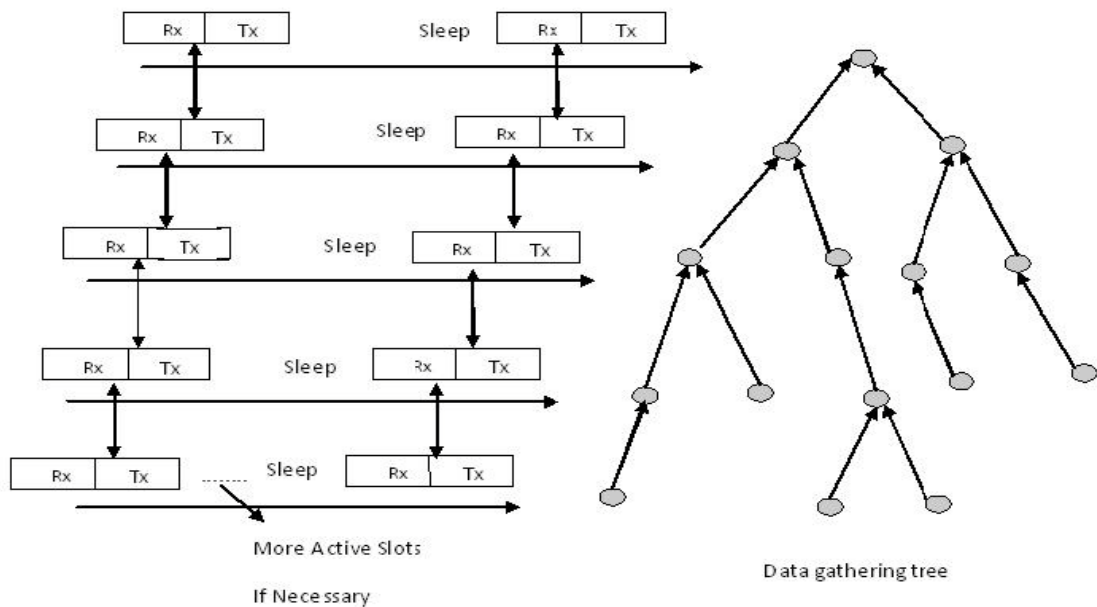 Rx Tx Sleep Rx Tx
Rx Tx Sleep Rx Tx
Rx Tx Sleep Rx Tx
Rx Tx Sleep Rx Tx
Rx Tx Sleep Rx Tx
More Active Slots
If Necessary
Data gathering tree